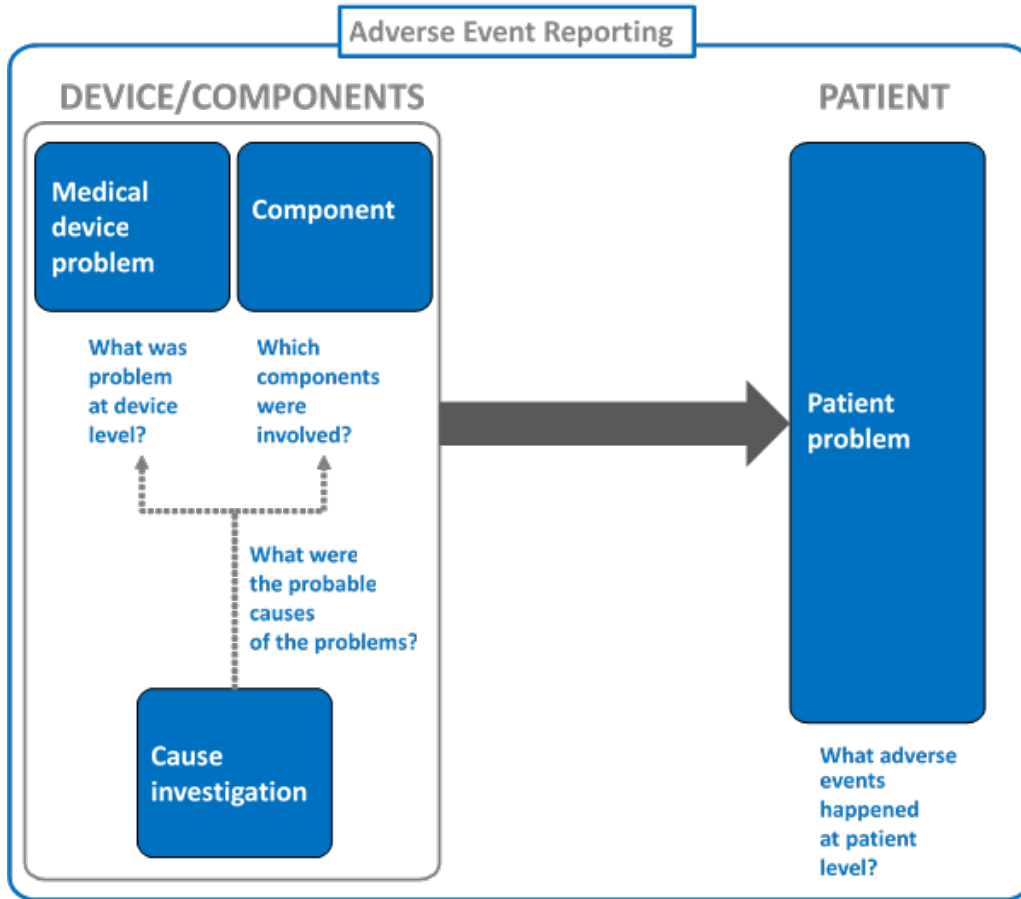 Adverse Event Reporting
DEVICE/COMPONENTS
PATIENT
Medical
device
problem
Component
What was
problem
at device
level?
Which
components
were
involved?
Patient
problem
What were
the probable
causes
of the problems?
Cause
investigation
What adverse
events
happened
at patient
level?